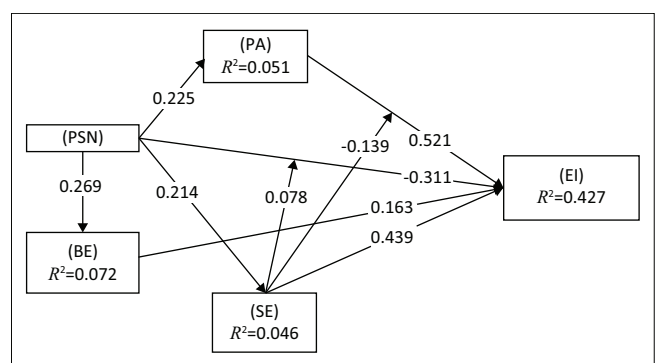 (PA)
R²=0.051
0.225
(PSN)
-0.139
0.521
(EI)
R²=0.427
-0.311
0.269
0.214
0.078
0.163
(BE)
R²=0.072
0.439
(SE)
R²=0.046